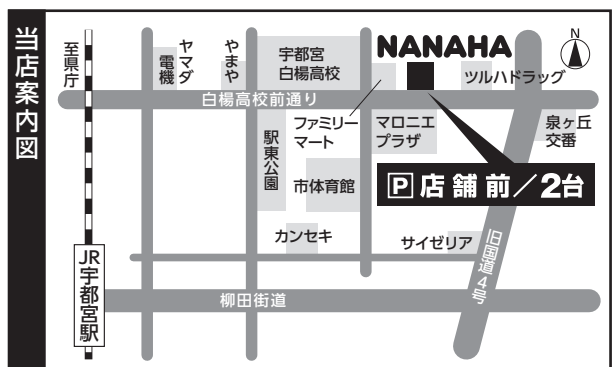 当店案内図
至県庁
ヤマダ
電機
やまや
宇都宮
白楊高校
NANAHA
N
ツルハドラッグ
白楊高校前通り
駅東公園
ファミリー
マート
マロニエ
プラザ
泉ヶ丘
交番
市体育館
P 店舗前／2台
カンセキ
サイゼリア
旧国道4号
JR宇都宮駅
柳田街道